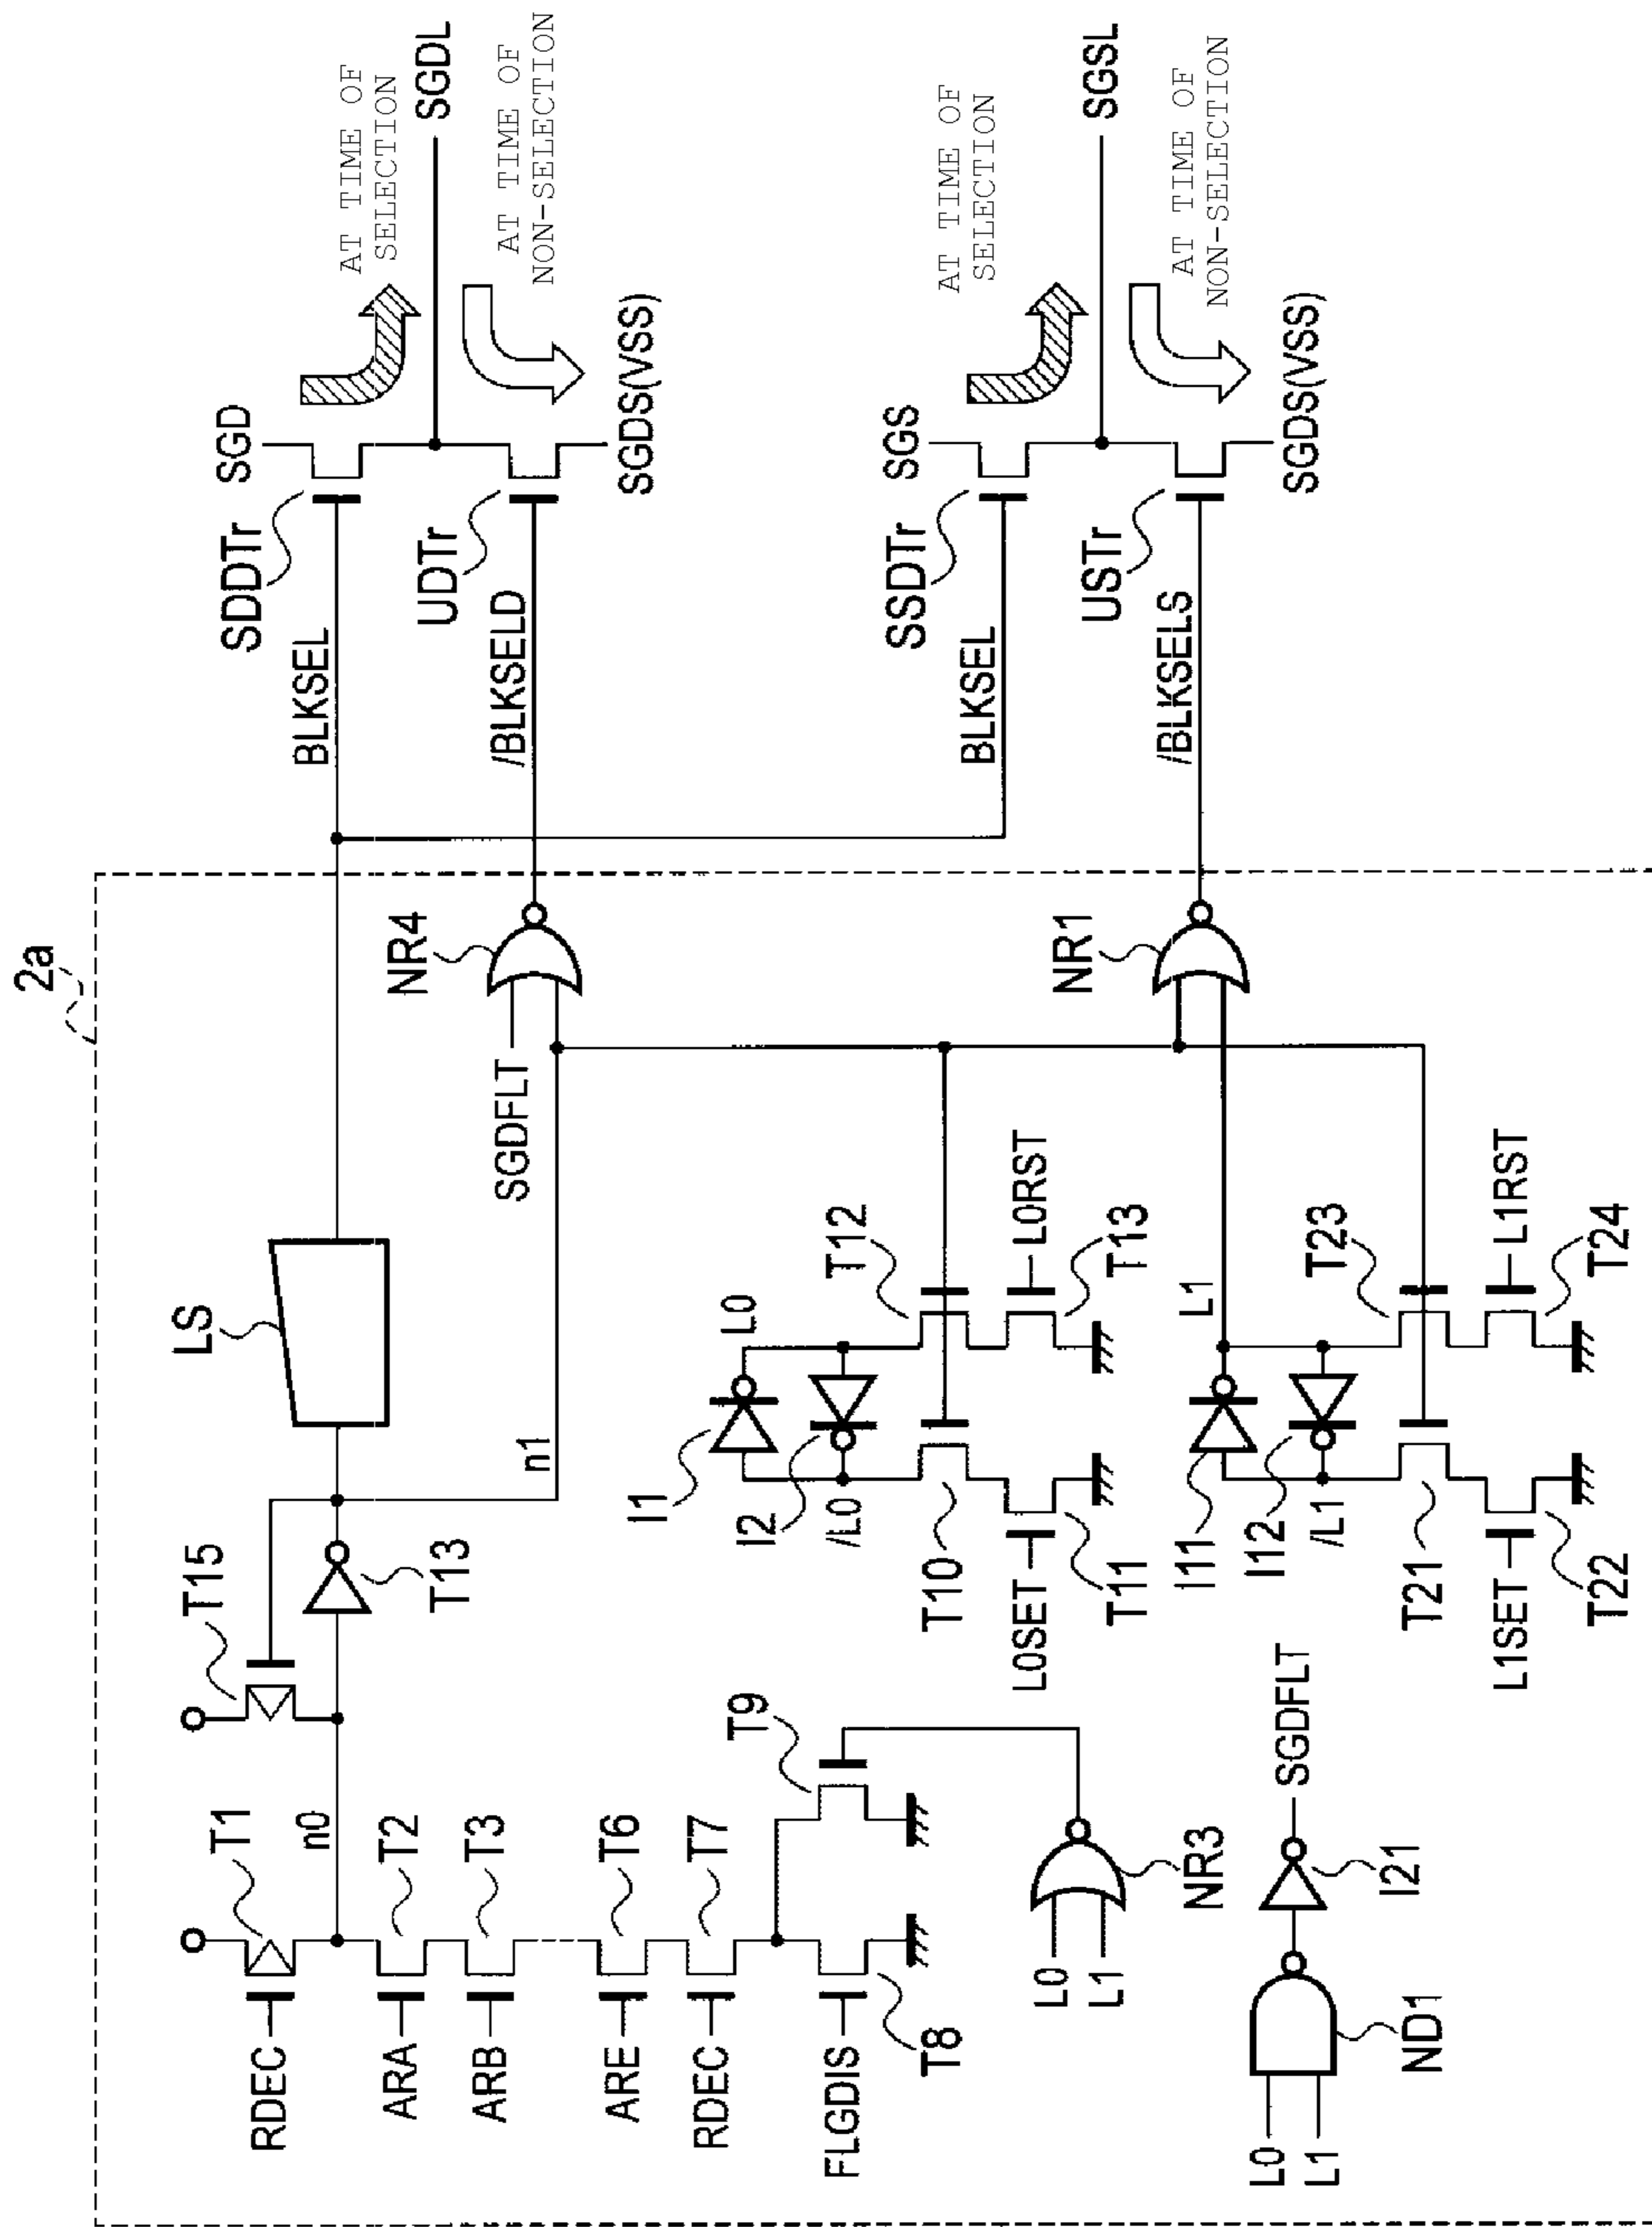 2a
RDEC
T1
n0
ARA
T2
ARB
T3
ARE
T6
RDEC
T7
FLGDIS
T8
T9
L0
L1
NR3
L0
L1
ND1
I21
SGDFLT
T15
T13
n1
LS
SGDFLT
NR4
I1
L0
I2
/L0
T10
T12
L0SET
T11
L0RST
T13
I11
L1
I12
/L1
T21
T23
L1SET
T22
L1RST
T24
NR1
BLKSEL
SDDTr
SGD
AT TIME OF
SELECTION
SGDL
/BLKSELD
UDTr
AT TIME OF
NON-SELECTION
SGDS(VSS)
BLKSEL
SSDTr
SGS
AT TIME OF
SELECTION
SGSL
/BLKSELS
USTr
AT TIME OF
NON-SELECTION
SGDS(VSS)